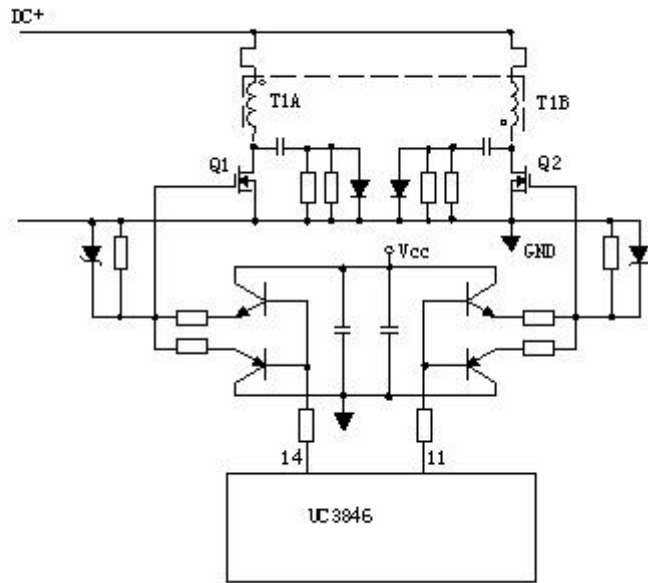 DC+
T1A
T1B
Q1
Q2
GND
Vcc
14
11
UC3846